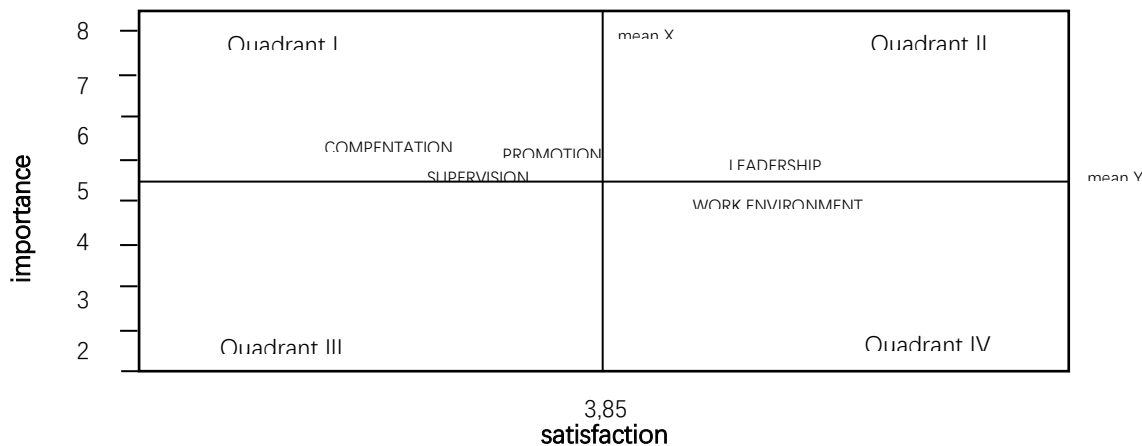 8
Quadrant I
mean X
Quadrant II
7
6
COMPENTATION
PROMOTION
LEADERSHIP
SUPERVISION
mean Y
5
WORK ENVIRONMENT
4
3
2
Quadrant III
Quadrant IV
importance
3,85
satisfaction